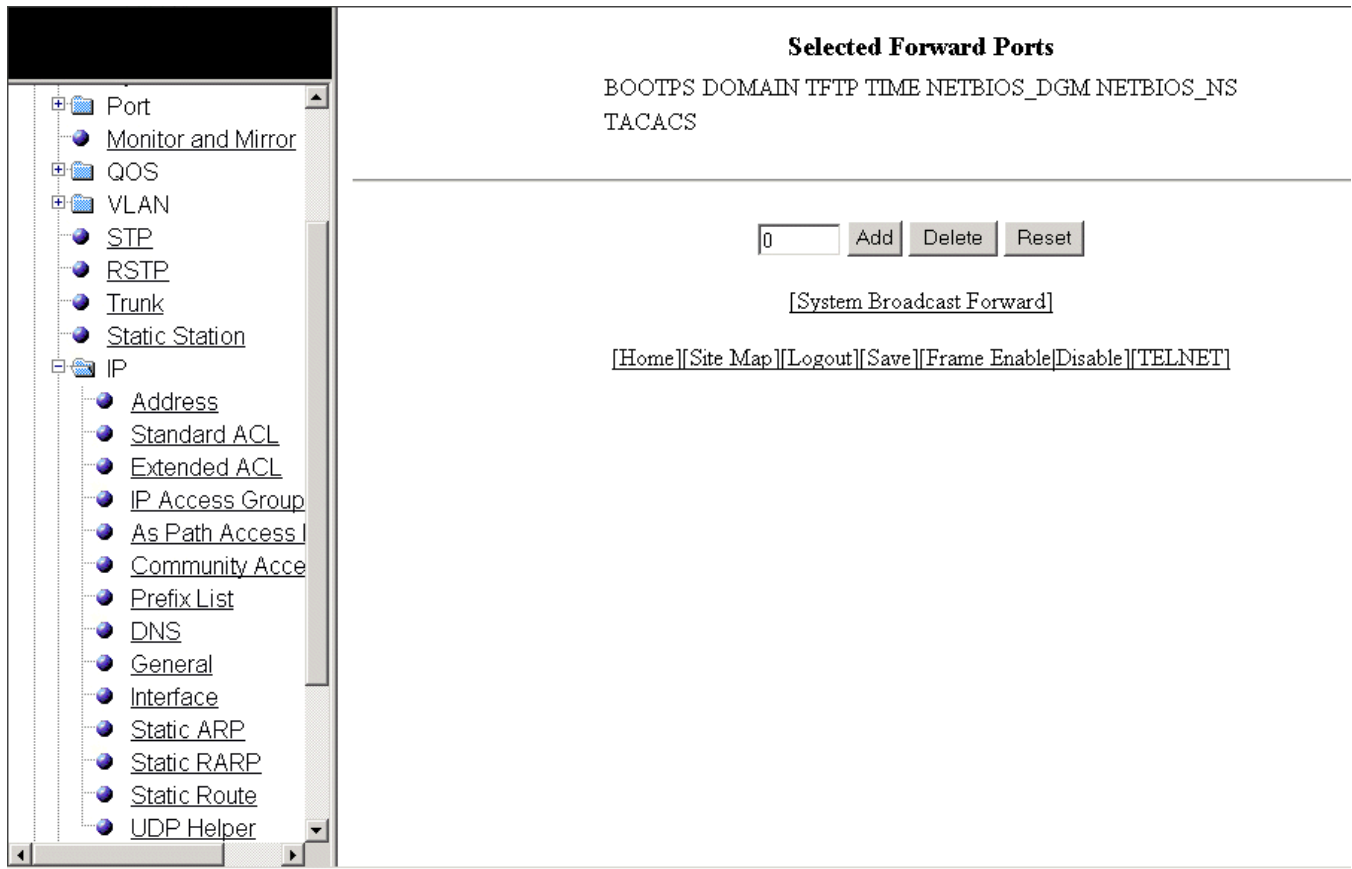 Port
Monitor and Mirror
QOS
VLAN
STP
RSTP
Trunk
Static Station
IP
Address
Standard ACL
Extended ACL
IP Access Group
As Path Access
Community Acce
Prefix List
DNS
General
Interface
Static ARP
Static RARP
Static Route
UDP Helper
Selected Forward Ports
BOOTPS DOMAIN TFTP TIME NETBIOS_DGM NETBIOS_NS
TACACS
0 Add Delete Reset
[System Broadcast Forward]
[Home][Site Map][Logout][Save][Frame Enable|Disable][TELNET]